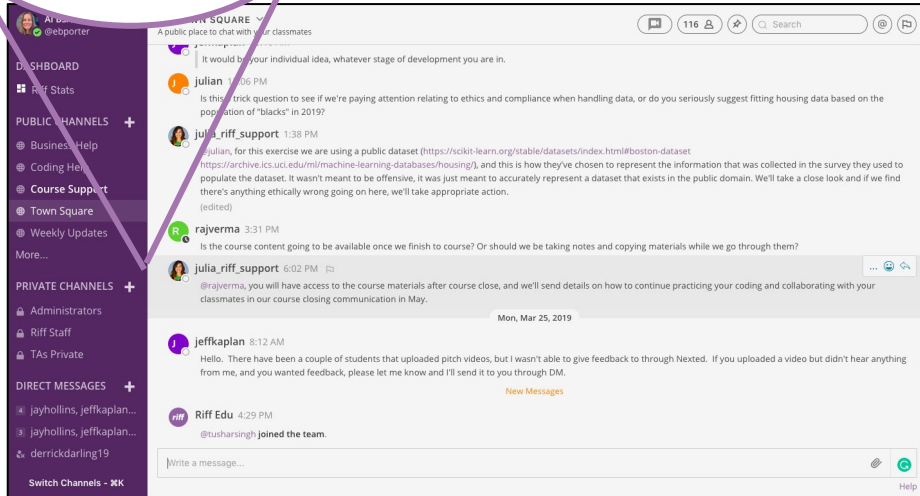 @ebporter
A public place to chat with your classmates
116
Search
DASHBOARD
Riff Stats
PUBLIC CHANNELS +
Business Help
Coding Help
Course Support
Town Square
Weekly Updates
More...
PRIVATE CHANNELS +
Administrators
Riff Staff
TAs Private
DIRECT MESSAGES +
4 jayhollins, jeffkaplan...
3 jayhollins, jeffkaplan...
derrickdarling19
Switch Channels - ⌘K
It would be your individual idea, whatever stage of development you are in.
julian PM
Is this a trick question to see if we're paying attention relating to ethics and compliance when handling data, or do you seriously suggest fitting housing data based on the
population of "blacks" in 2019?
julia_riff_support 1:38 PM
@julian, for this exercise we are using a public dataset (https://scikit-learn.org/stable/datasets/index.html#boston-dataset
https://archive.ics.uci.edu/ml/machine-learning-databases/housing/), and this is how they've chosen to represent the information that was collected in the survey they used to
populate the dataset. It wasn't meant to be offensive, it was just meant to accurately represent a dataset that exists in the public domain. We'll take a close look and if we find
there's anything ethically wrong going on here, we'll take appropriate action.
(edited)
R
rajverma 3:31 PM
Is the course content going to be available once we finish to course? Or should we be taking notes and copying materials while we go through them?
julia_riff_support 6:02 PM
@rajverma, you will have access to the course materials after course close, and we'll send details on how to continue practicing your coding and collaborating with your
classmates in our course closing communication in May.
Mon, Mar 25, 2019
J
jeffkaplan 8:12 AM
Hello. There have been a couple of students that uploaded pitch videos, but I wasn't able to give feedback to through Nexted. If you uploaded a video but didn't hear anything
from me, and you wanted feedback, please let me know and I'll send it to you through DM.
New Messages
riff
Riff Edu 4:29 PM
@tusharsingh joined the team.
Write a message...
Help